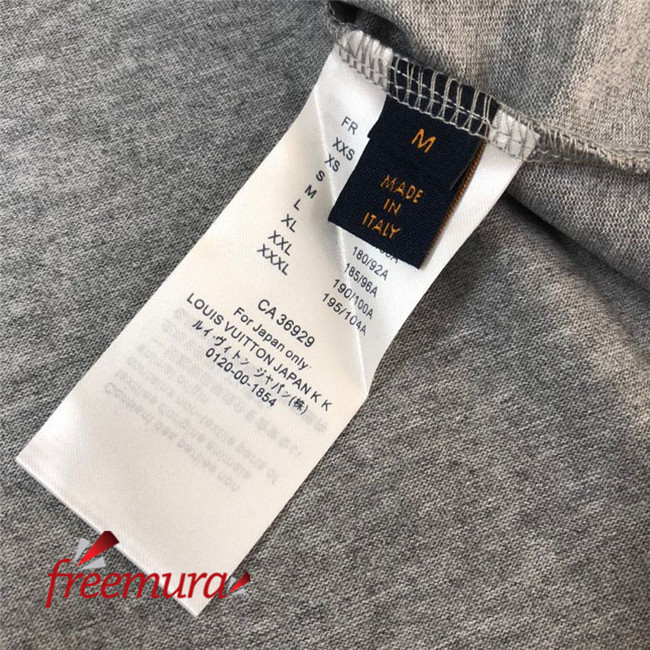 FR
XXS
XS
S
M
L
XL
XXL
XXXL
180/92A
185/96A
190/100A
195/104A
M
MADE
IN
ITALY
CA 36929
For Japan only
LOUIS VUITTON JAPAN K K
ルイ・ヴィトン ジャパン(株)
0120-00-1854
freemura